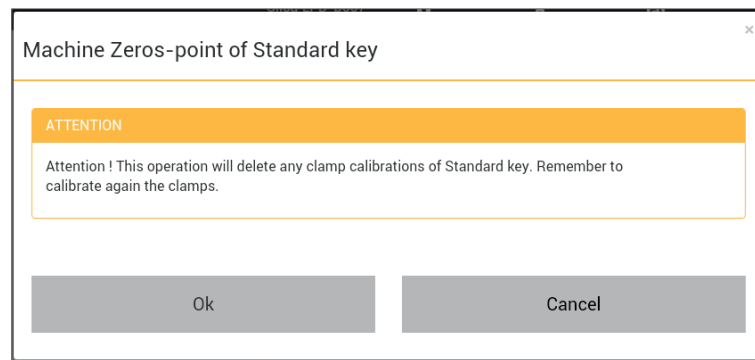 ×
Machine Zeros-point of Standard key
ATTENTION
Attention ! This operation will delete any clamp calibrations of Standard key. Remember to
calibrate again the clamps.
Ok
Cancel